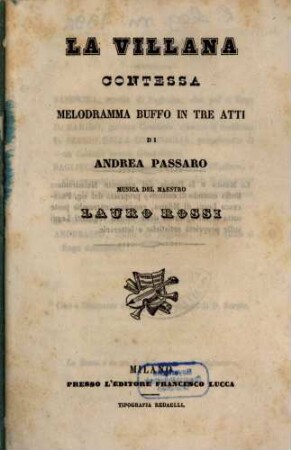 LA VILLANA
CONTESSA
MELODRAMMA BUFFO IN TRE ATTI
DI
ANDREA PASSARO
MUSICA DEL MAESTRO
LAURO ROSSI
MILANO
PRESSO L'EDITORE FRANCESCO LUCCA
TIPOGRAFIA REDAELLI.